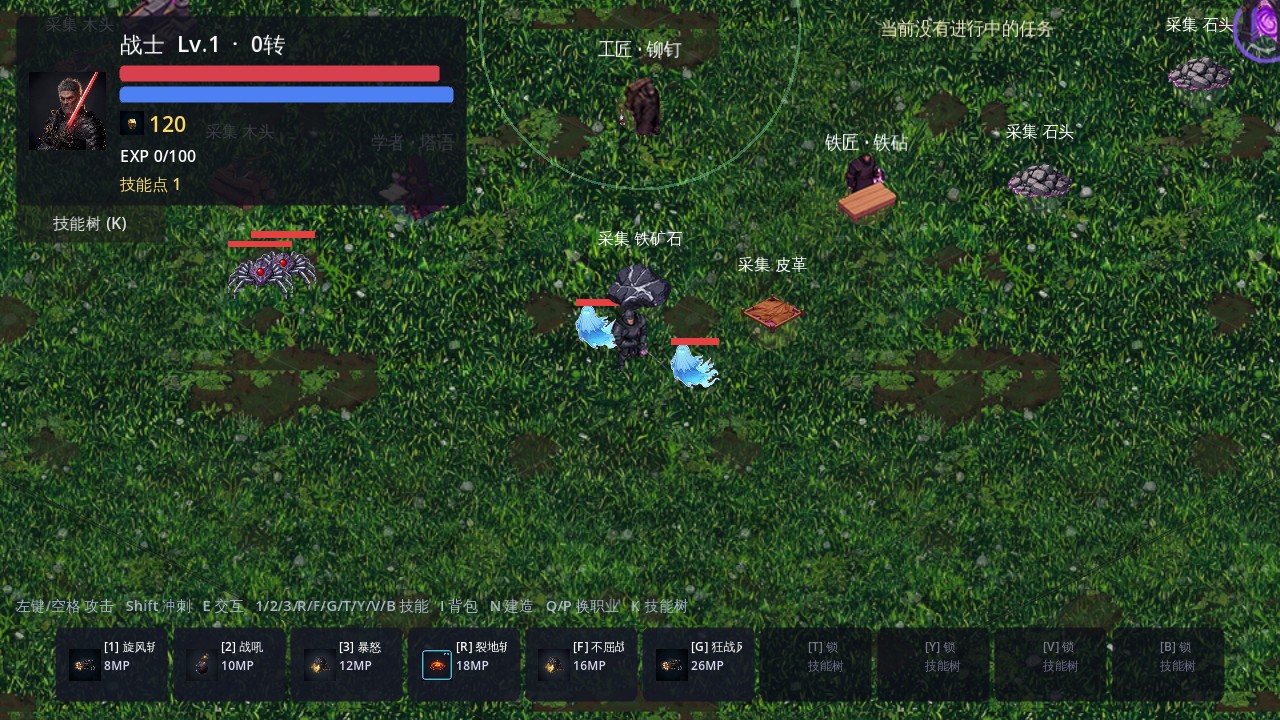 采集 木头
战士 Lv.1 · 0转
120
EXP 0/100
技能点 1
采集 木头
学者 · 塔语
技能树 (K)
工匠 · 铆钉
当前没有进行中的任务
采集 石头
铁匠 · 铁砧
采集 石头
采集 铁矿石
采集 皮革
左键/空格 攻击 Shift 冲刺 E 交互 1/2/3/R/F/G/T/Y/V/B 技能 I 背包 N 建造 Q/P 换职业 K 技能树
[1] 旋风斩
8MP
[2] 战吼
10MP
[3] 暴怒
12MP
[R] 裂地斩
18MP
[F] 不屈战
16MP
[G] 狂战
26MP
[T] 锁
技能树
[Y] 锁
技能树
[V] 锁
技能树
[B] 锁
技能树